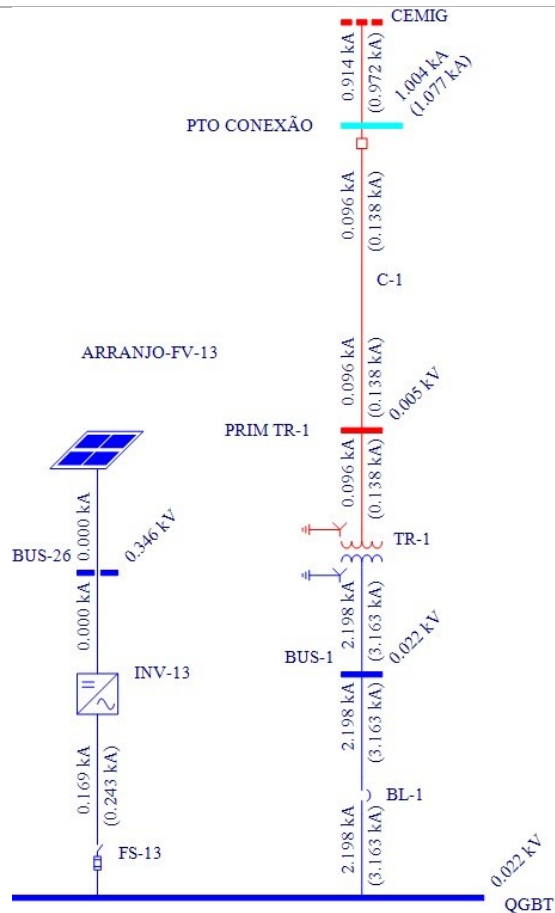 CEMIG
0.914 kA
(0.972 kA)
1.004 kA
(1.077 kA)
PTO CONEXÃO
0.096 kA
(0.138 kA)
C-1
ARRANJO-FV-13
0.096 kA
(0.138 kA)
0.005 kV
PRIM TR-1
0.096 kA
(0.138 kA)
TR-1
0.000 kA
0.346 kV
BUS-26
0.000 kA
2.198 kA
(3.163 kA)
0.022 kV
BUS-1
INV-13
2.198 kA
(3.163 kA)
0.169 kA
(0.243 kA)
BL-1
FS-13
2.198 kA
(3.163 kA)
0.022 kV
QGBT